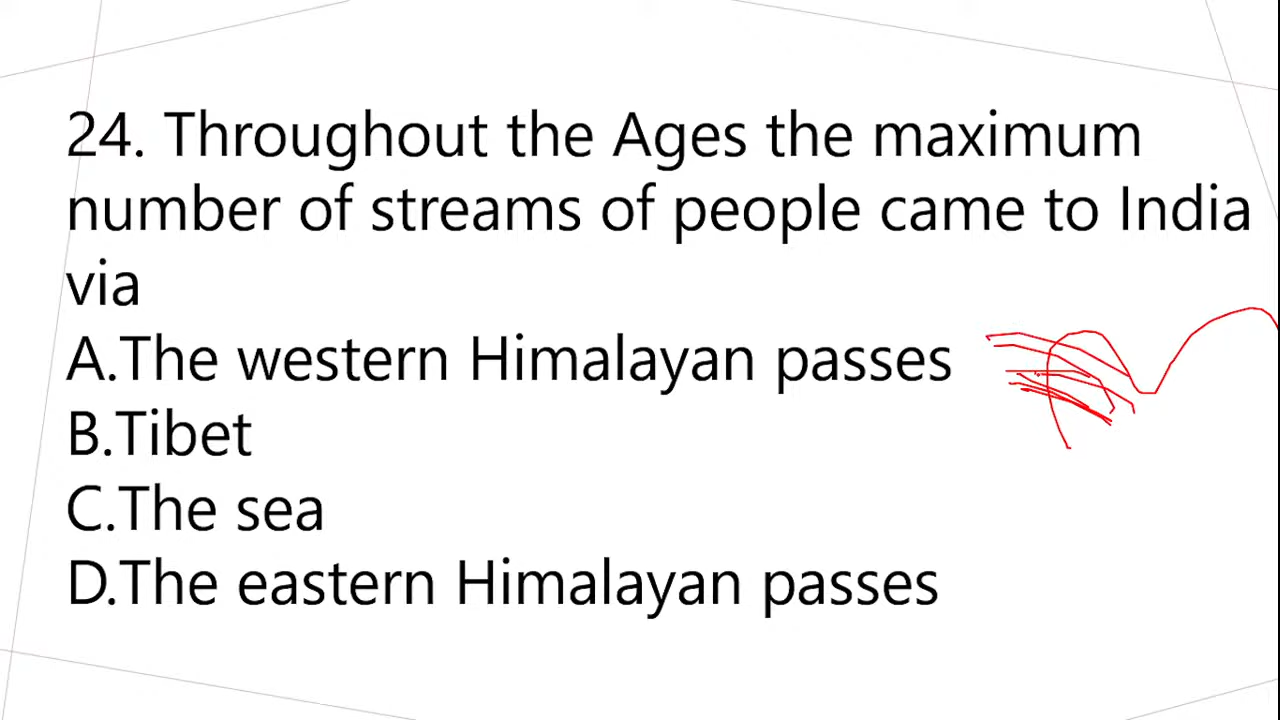 24. Throughout the Ages the maximum
number of streams of people came to India
via
A.The western Himalayan passes
B.Tibet
C.The sea
D.The eastern Himalayan passes